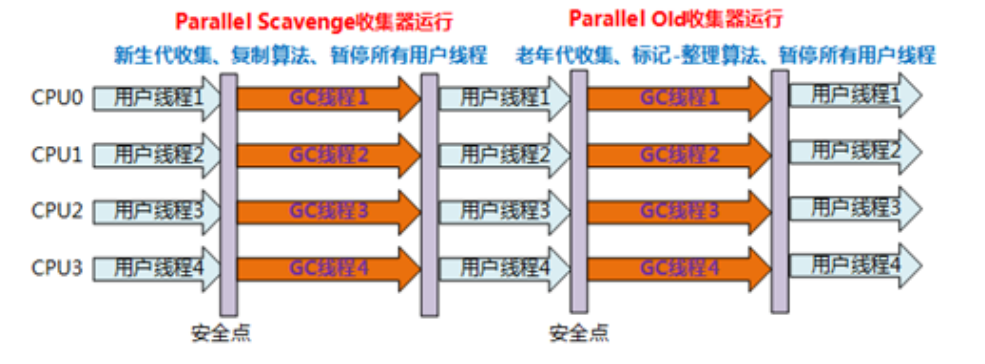 Parallel Scavenge收集器运行 Parallel Old收集器运行
新生代收集、复制算法、暂停所有用户线程 老年代收集、标记-整理算法、暂停所有用户线程
CPU0 用户线程1 GC线程1 用户线程1 GC线程1 用户线程1
CPU1 用户线程2 GC线程2 用户线程2 GC线程2 用户线程2
CPU2 用户线程3 GC线程3 用户线程3 GC线程3 用户线程3
CPU3 用户线程4 GC线程4 用户线程4 GC线程4 用户线程4
安全点 安全点